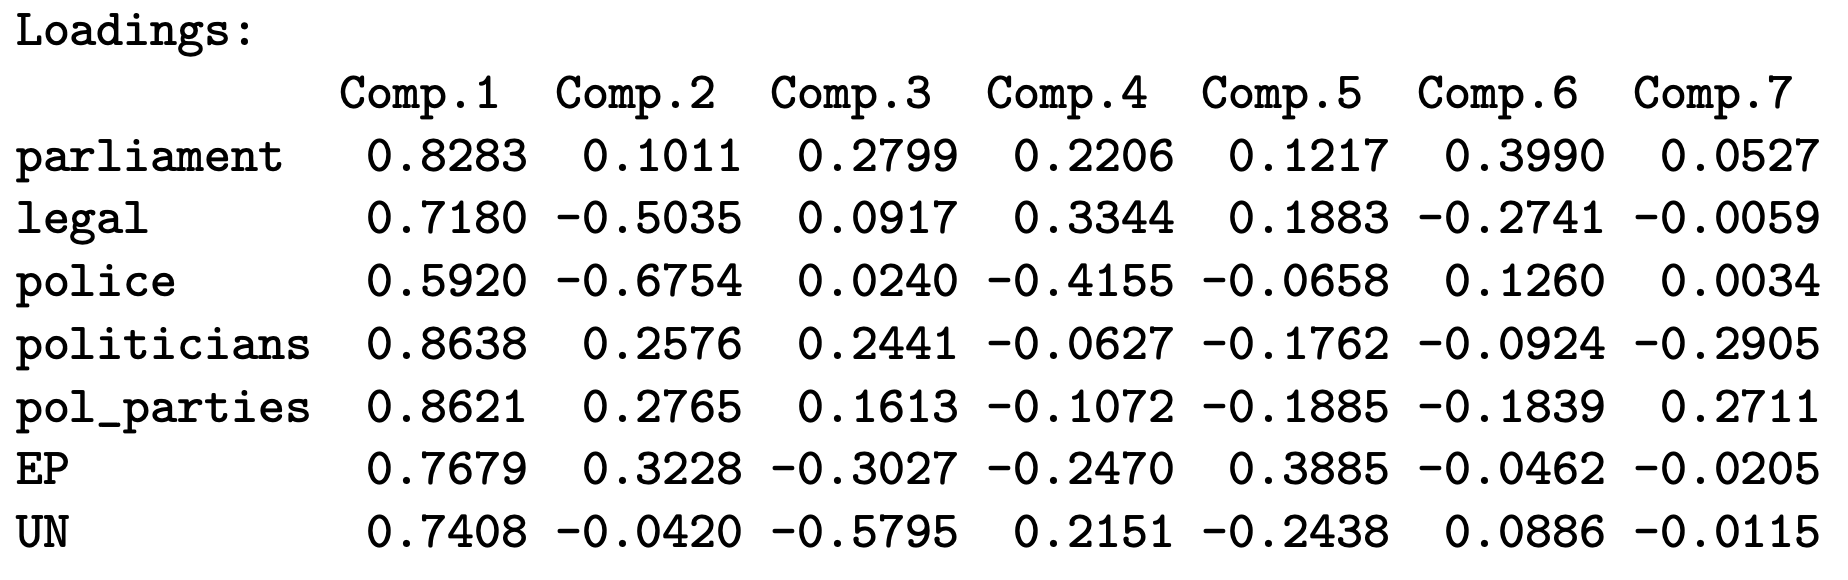 Loadings:
Comp.1 Comp.2 Comp.3 Comp.4 Comp.5 Comp.6 Comp.7
parliament 0.8283 0.1011 0.2799 0.2206 0.1217 0.3990 0.0527
legal 0.7180 -0.5035 0.0917 0.3344 0.1883 -0.2741 -0.0059
police 0.5920 -0.6754 0.0240 -0.4155 -0.0658 0.1260 0.0034
politicians 0.8638 0.2576 0.2441 -0.0627 -0.1762 -0.0924 -0.2905
pol_parties 0.8621 0.2765 0.1613 -0.1072 -0.1885 -0.1839 0.2711
EP 0.7679 0.3228 -0.3027 -0.2470 0.3885 -0.0462 -0.0205
UN 0.7408 -0.0420 -0.5795 0.2151 -0.2438 0.0886 -0.0115